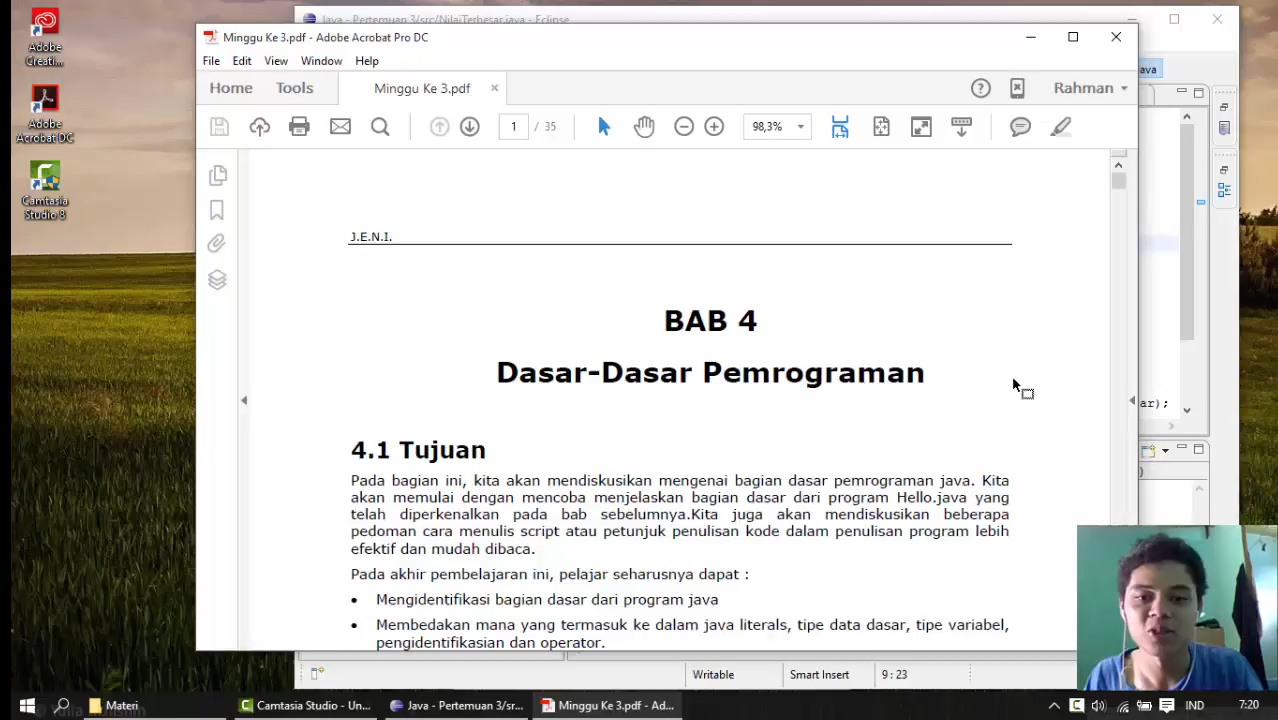 Java - Pertemuan 3/src/NilaiTerbesar.java - Eclipse
Minggu Ke 3.pdf - Adobe Acrobat Pro DC
File Edit View Window Help
Home Tools Minggu Ke 3.pdf Rahman
1 / 35 98,3%
Adobe
Creati...
Adobe
Acrobat DC
Camtasia
Studio 8
ava
J.E.N.I.
BAB 4
Dasar-Dasar Pemrograman
4.1 Tujuan
Pada bagian ini, kita akan mendiskusikan mengenai bagian dasar pemrograman java. Kita
akan memulai dengan mencoba menjelaskan bagian dasar dari program Hello.java yang
telah diperkenalkan pada bab sebelumnya.Kita juga akan mendiskusikan beberapa
pedoman cara menulis script atau petunjuk penulisan kode dalam penulisan program lebih
efektif dan mudah dibaca.
Pada akhir pembelajaran ini, pelajar seharusnya dapat :
• Mengidentifikasi bagian dasar dari program java
• Membedakan mana yang termasuk ke dalam java literals, tipe data dasar, tipe variabel,
pengidentifikasian dan operator.
ar);
Writable Smart Insert 9 : 23
Materi Camtasia Studio - Un... Java - Pertemuan 3/sr... Minggu Ke 3.pdf - Ad... IND 7:20